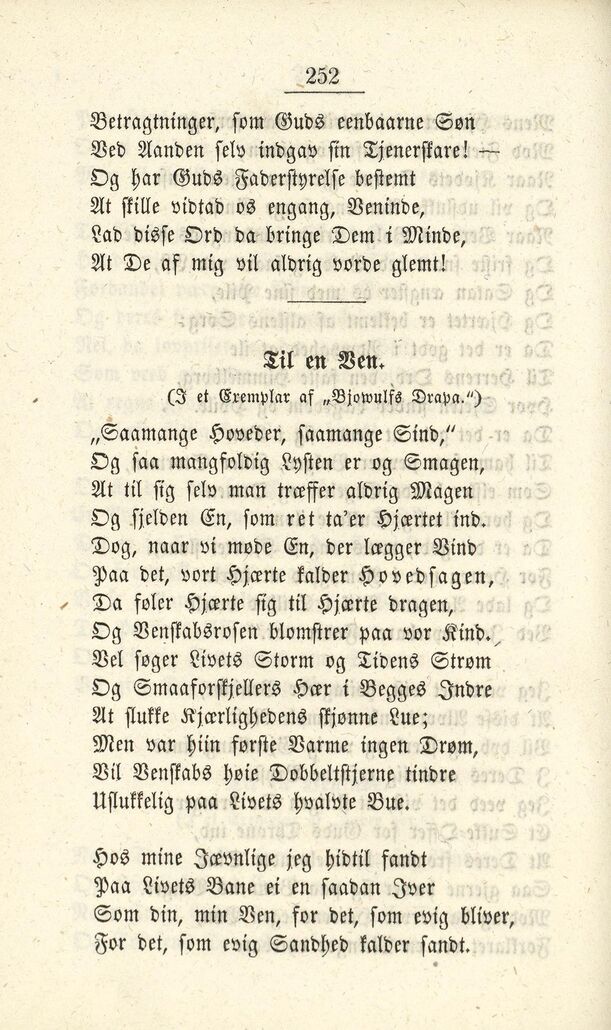 252
Betragtninger, som Guds eenbaarne Søn
Ved Aanden selv indgav sin Tjenerskare! —
Og har Guds Faderstyrelse bestemt
At skille vidtad os engang, Veninde,
Lad disse Ord da bringe Dem i Minde,
At De af mig vil aldrig vorde glemt!
Til en Ven.
(I et Exemplar af „Bjowulfs Drapa.“)
„Saamange Hoveder, saamange Sind,“
Og saa mangfoldig Lysten er og Smagen,
At til sig selv man træffer aldrig Magen
Og sjelden En, som ret ta'er Hjærtet ind.
Dog, naar vi møde En, der lægger Vind
Paa det, vort Hjærte kalder Hovedsagen,
Da føler Hjærte sig til Hjærte dragen,
Og Venskabsrosen blomstrer paa vor Kind.
Vel søger Livets Storm og Tidens Strøm
Og Smaaforskjellers Hær i Begges Indre
At slukke Kjærlighedens skjønne Lue;
Men var hiin første Varme ingen Drøm,
Vil Venskabs høie Dobbeltstjerne tindre
Uslukkelig paa Livets hvalvte Bue.
Hos mine Jævnlige jeg hidtil fandt
Paa Livets Bane ei en saadan Iver
Som din, min Ven, for det, som evig bliver,
For det, som evig Sandhed kalder sandt.